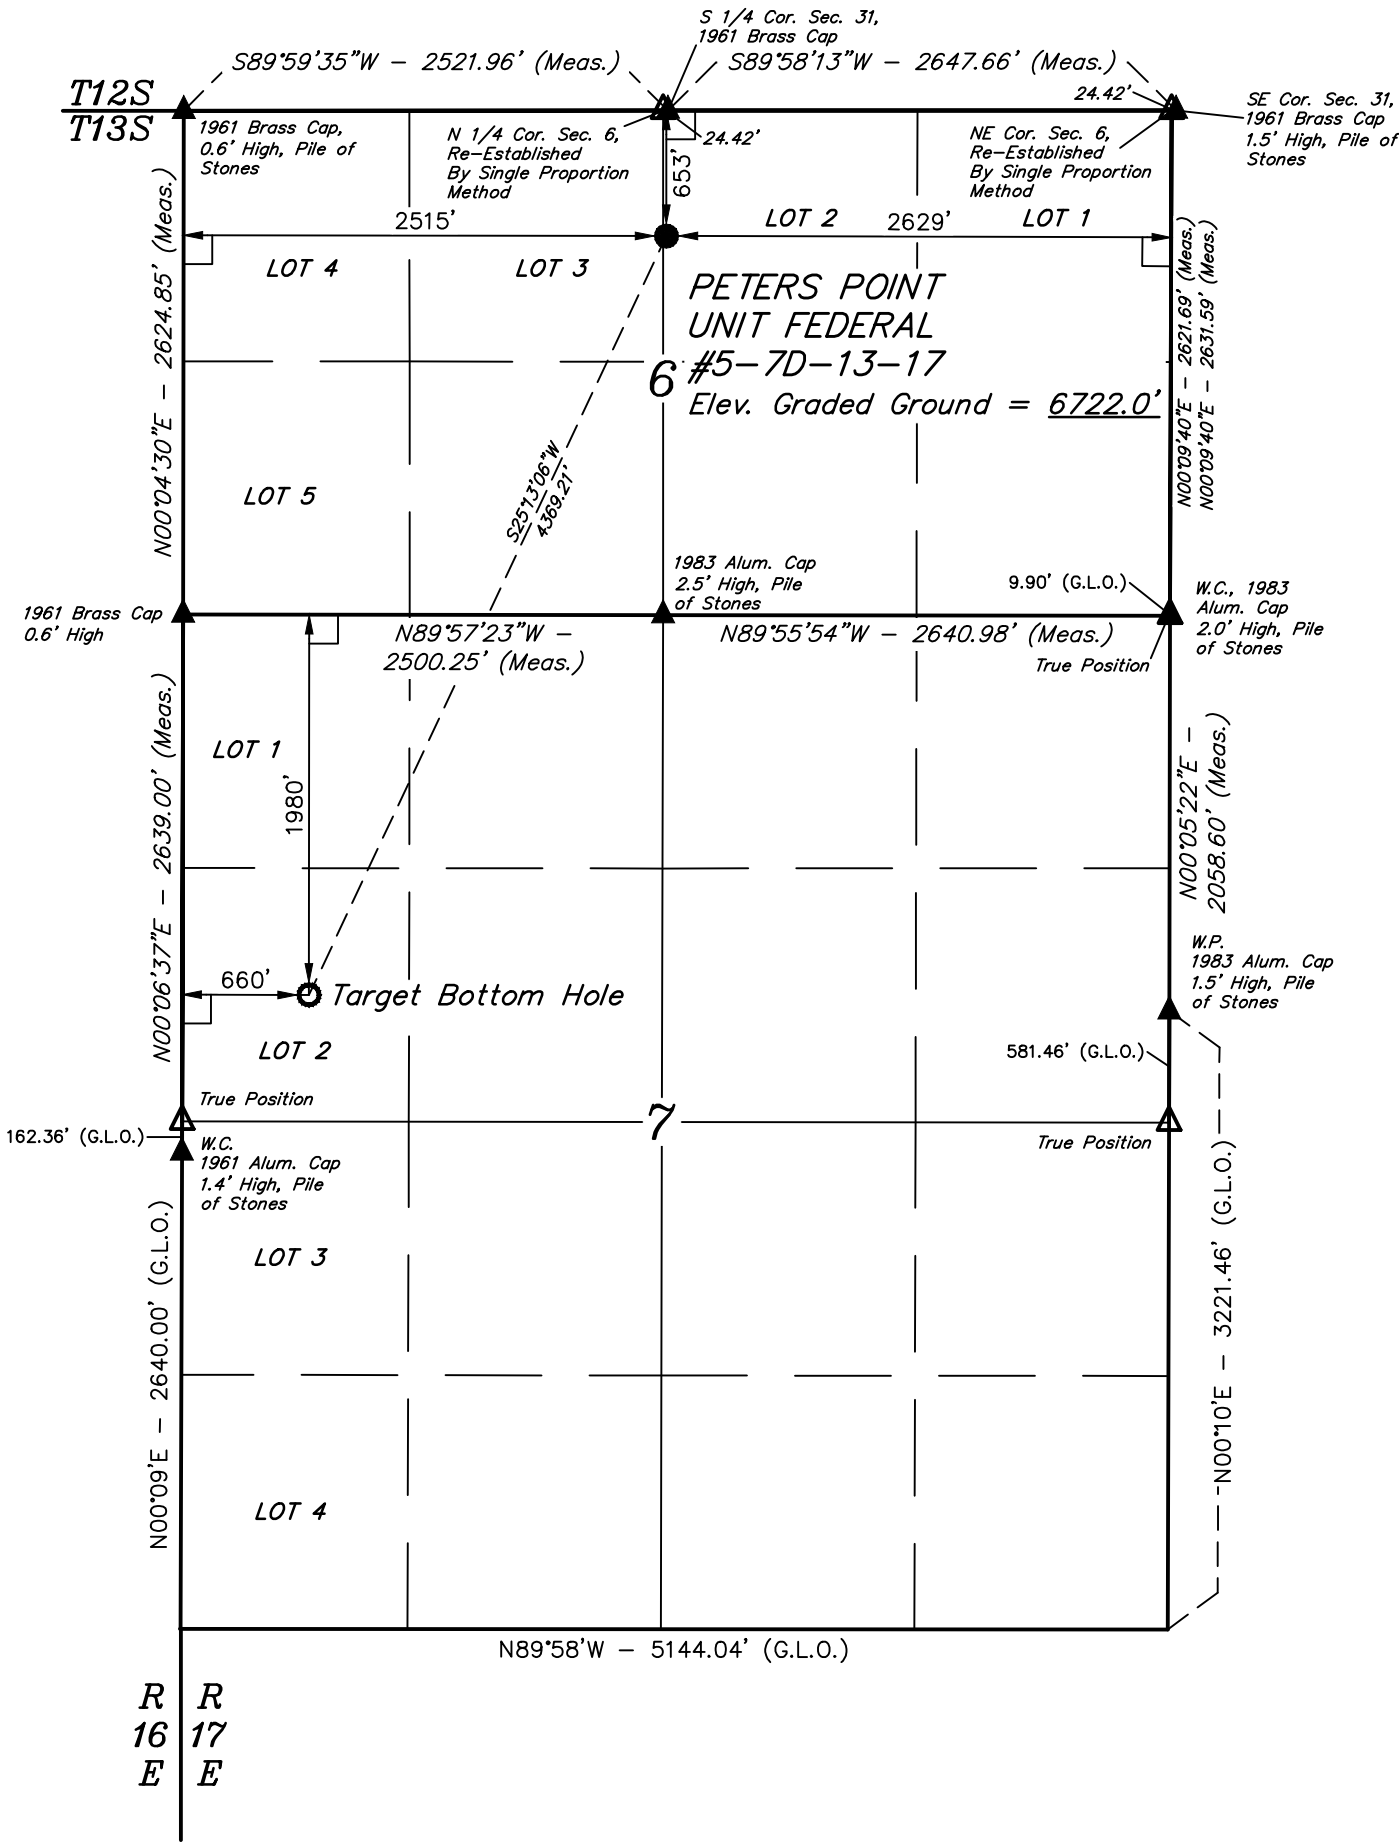 S 1/4 Cor. Sec. 31,
1961 Brass Cap
S89°59'35"W - 2521.96' (Meas.)
S89°58'13"W - 2647.66' (Meas.)
T12S
T13S
24.42'
SE Cor. Sec. 31,
1961 Brass Cap
1.5' High, Pile of
Stones
1961 Brass Cap,
0.6' High, Pile of
Stones
N 1/4 Cor. Sec. 6,
Re-Established
By Single Proportion
Method
24.42'
NE Cor. Sec. 6,
Re-Established
By Single Proportion
Method
653'
2515'
LOT 2
2629'
LOT 1
LOT 4
LOT 3
PETERS POINT
UNIT FEDERAL
#5-7D-13-17
Elev. Graded Ground = 6722.0'
6
N00°04'30"E - 2624.85' (Meas.)
N00°09'40"E - 2621.69' (Meas.)
N00°09'40"E - 2631.59' (Meas.)
S25°13'06"W
4369.21'
LOT 5
1983 Alum. Cap
2.5' High, Pile
of Stones
9.90' (G.L.O.)
W.C., 1983
Alum. Cap
2.0' High, Pile
of Stones
1961 Brass Cap
0.6' High
N89°57'23"W -
2500.25' (Meas.)
N89°55'54"W - 2640.98' (Meas.)
True Position
N00°06'37"E - 2639.00' (Meas.)
LOT 1
1980'
N00°05'22"E -
2058.60' (Meas.)
W.P.
1983 Alum. Cap
1.5' High, Pile
of Stones
660'
Target Bottom Hole
LOT 2
581.46' (G.L.O.)
True Position
7
162.36' (G.L.O.)
W.C.
1961 Alum. Cap
1.4' High, Pile
of Stones
True Position
N00°09'E - 2640.00' (G.L.O.)
LOT 3
N00°10'E - 3221.46' (G.L.O.)
LOT 4
N89°58'W - 5144.04' (G.L.O.)
R R
16 17
E E